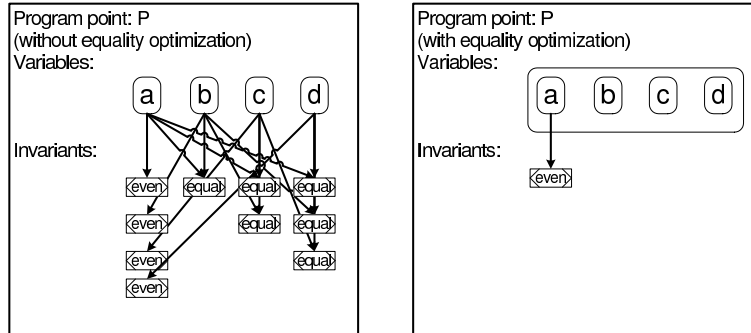 Program point: P
(without equality optimization)
Variables:
a b c d
Invariants:
even equal equal equal
even equal equal
even equal
even
Program point: P
(with equality optimization)
Variables:
a b c d
Invariants:
even